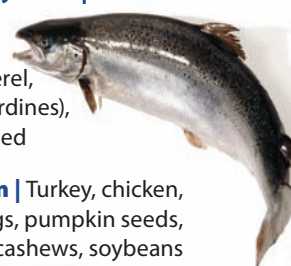 erel,
rdines),
ed
n | Turkey, chicken,
gs, pumpkin seeds,
cashews, soybeans